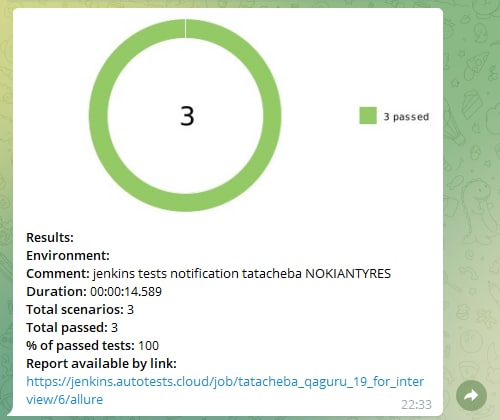 3
3 passed
Results:
Environment:
Comment: jenkins tests notification tatacheba NOKIANTYRES
Duration: 00:00:14.589
Total scenarios: 3
Total passed: 3
% of passed tests: 100
Report available by link:
https://jenkins.autotests.cloud/job/tatacheba_qaguru_19_for_inter
view/6/allure
22:33